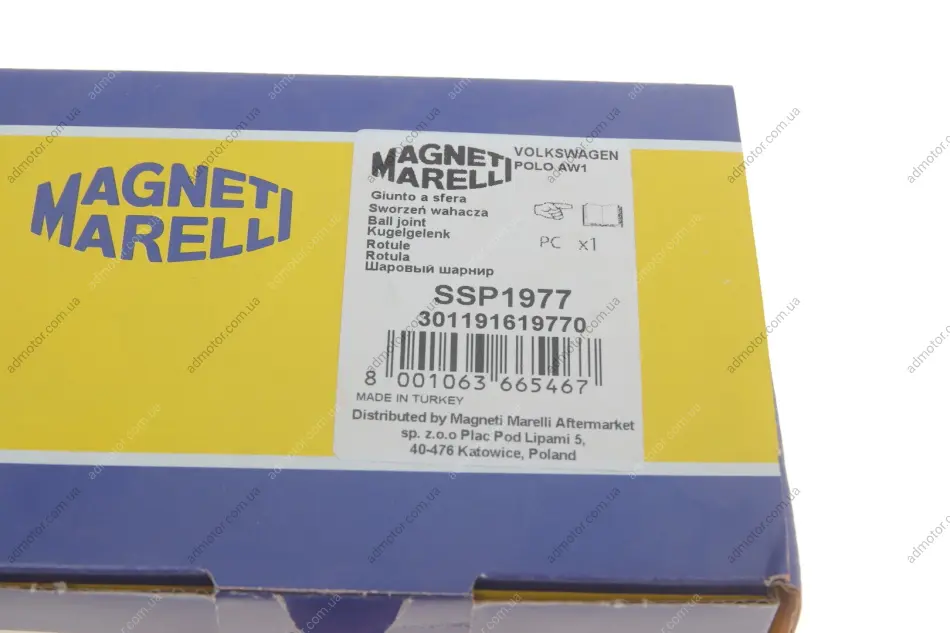 MAGNETI
MARELLI
MAGNETI
MARELLI
VOLKSWAGEN
POLO AW1
Giunto a sfera
Sworzeń wahacza
Ball joint
Kugelgelenk
Rotule
Rotula
Шаровый шарнир
PC x1
SSP1977
301191619770
8 001063 665467
MADE IN TURKEY
Distributed by Magneti Marelli Aftermarket
sp. z.o.o Plac Pod Lipami 5,
40-476 Katowice, Poland
admotor.com.ua